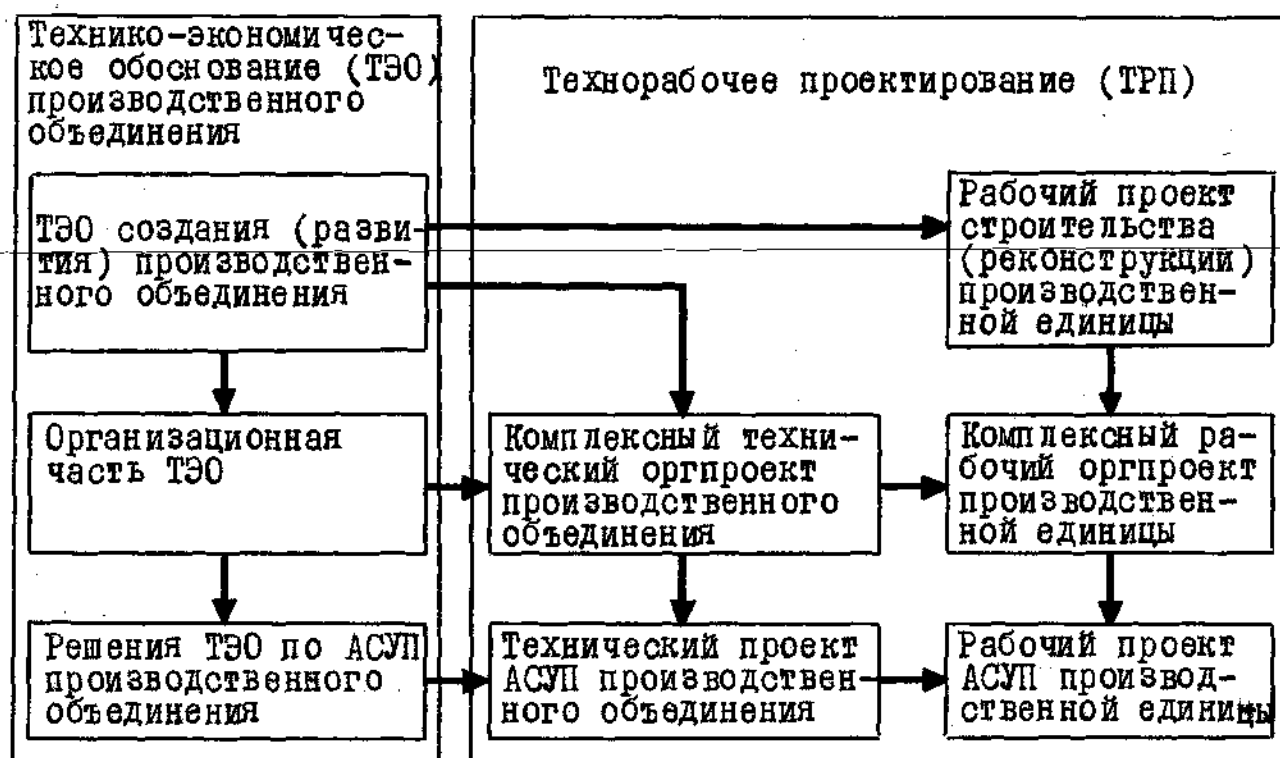 Технико-экономичес-
кое обоснование (ТЭО)
производственного
объединения
Технорабочее проектирование (ТРП)
ТЭО создания (разви-
тия) производствен-
ного объединения
Рабочий проект
строительства
(реконструкции)
производствен-
ной единицы
Организационная
часть ТЭО
Комплексный техни-
ческий оргпроект
производственного
объединения
Комплексный ра-
бочий оргпроект
производствен-
ной единицы
Решения ТЭО по АСУП
производственного
объединения
Технический проект
АСУП производствен-
ного объединения
Рабочий проект
АСУП производ-
ственной единицы